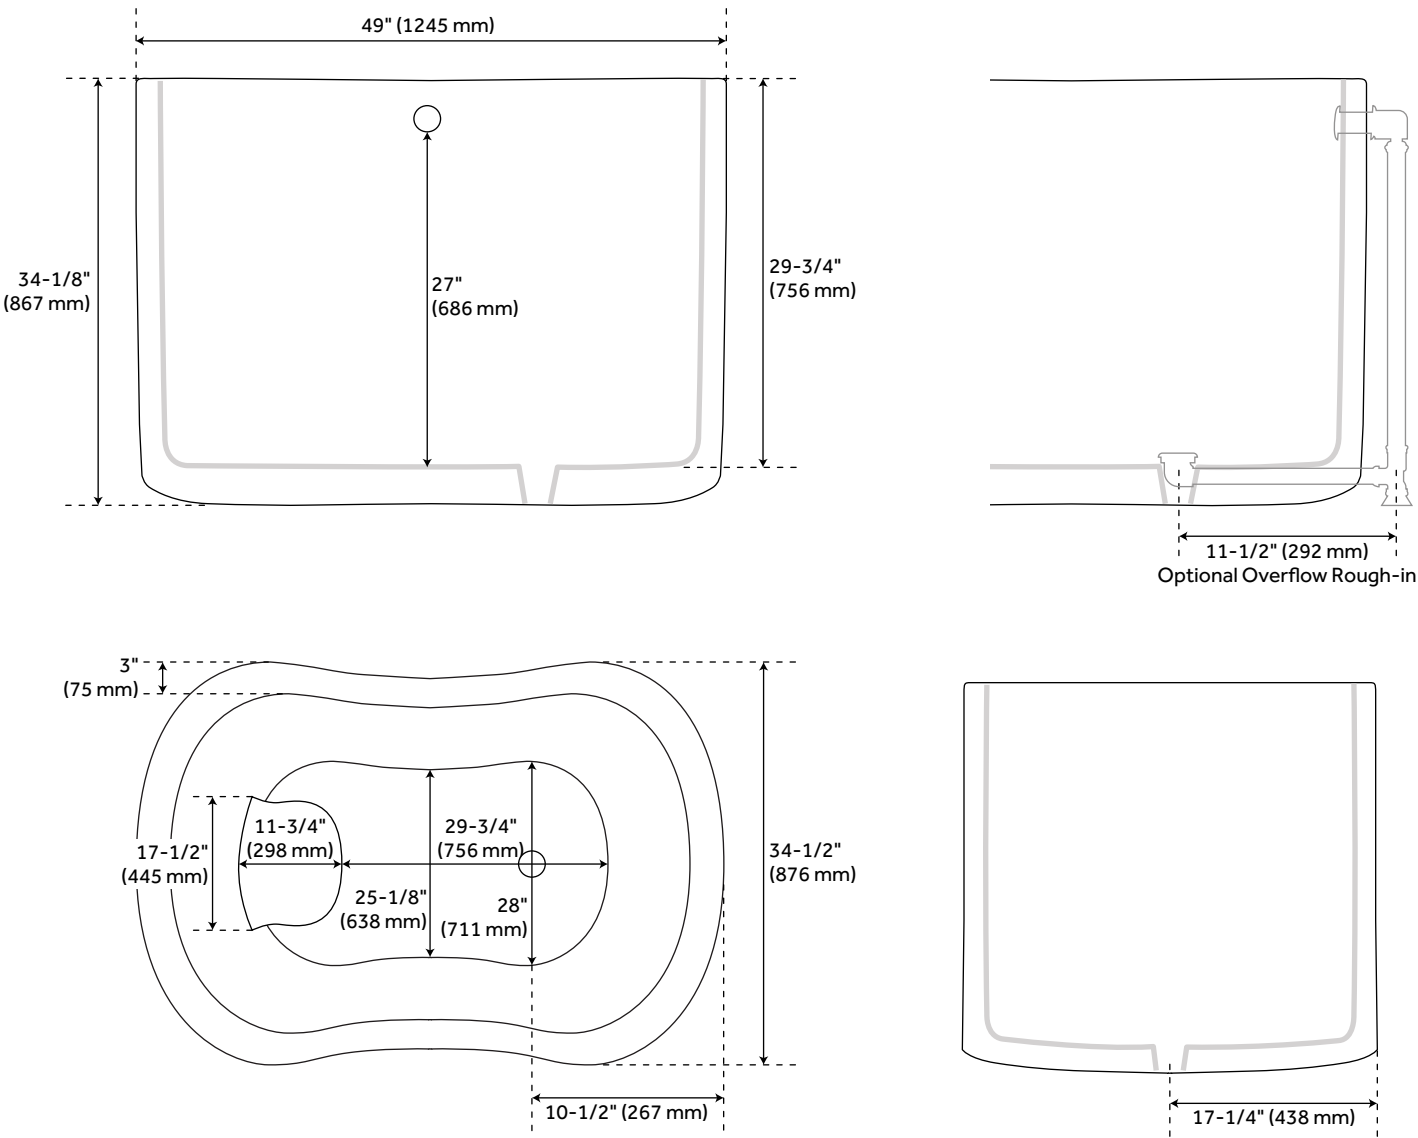 49" (1245 mm)
34-1/8"
(867 mm)
27"
(686 mm)
29-3/4"
(756 mm)
11-1/2" (292 mm)
Optional Overflow Rough-in
3"
(75 mm)
17-1/2"
(445 mm)
11-3/4"
(298 mm)
29-3/4"
(756 mm)
25-1/8"
(638 mm)
28"
(711 mm)
34-1/2"
(876 mm)
10-1/2" (267 mm)
17-1/4" (438 mm)